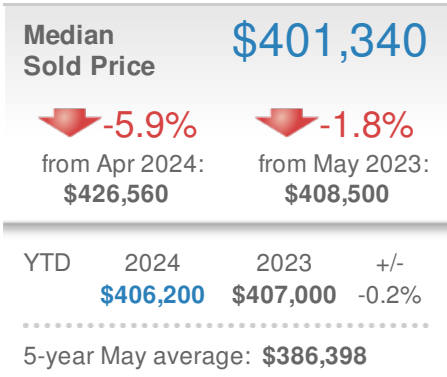 Median
Sold Price
$401,340
-5.9%
from Apr 2024:
$426,560
-1.8%
from May 2023:
$408,500
YTD 2024 2023 +/-
$406,200 $407,000 -0.2%
5-year May average: $386,398